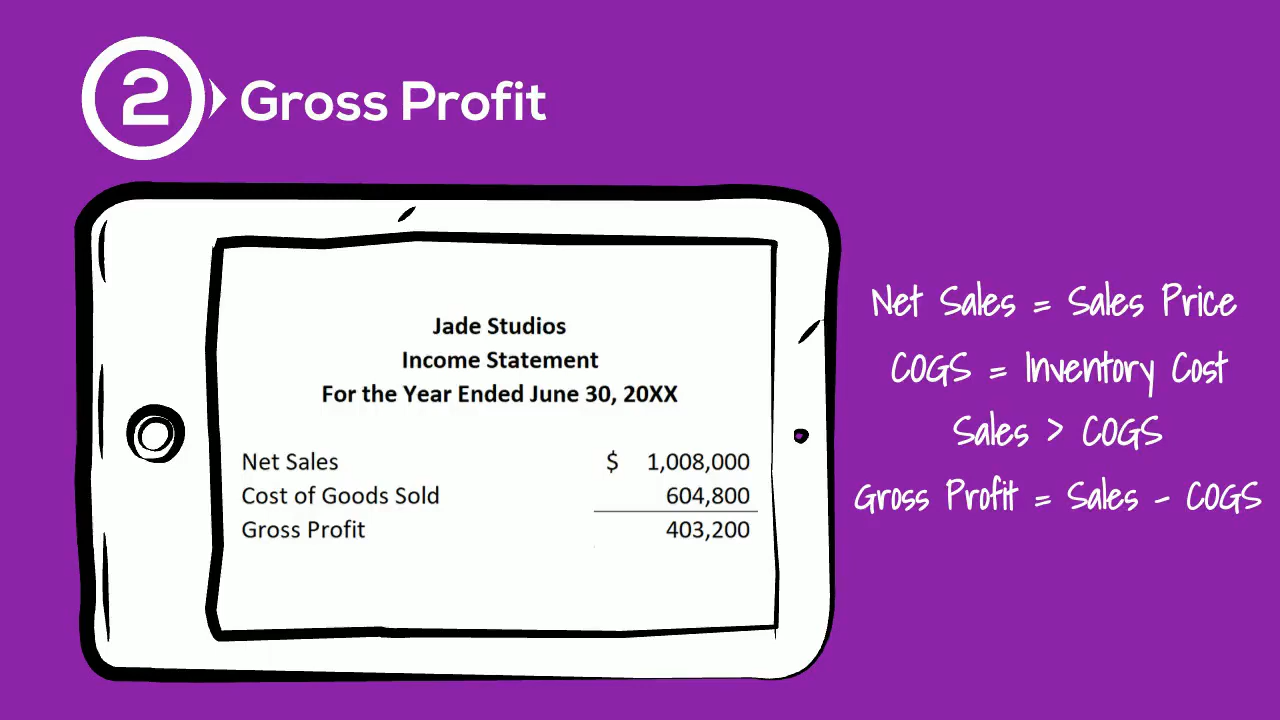 2 Gross Profit
Jade Studios
Income Statement
For the Year Ended June 30, 20XX
Net Sales $ 1,008,000
Cost of Goods Sold 604,800
Gross Profit 403,200
Net Sales = Sales Price
COGS = Inventory Cost
Sales > COGS
Gross Profit = Sales - COGS